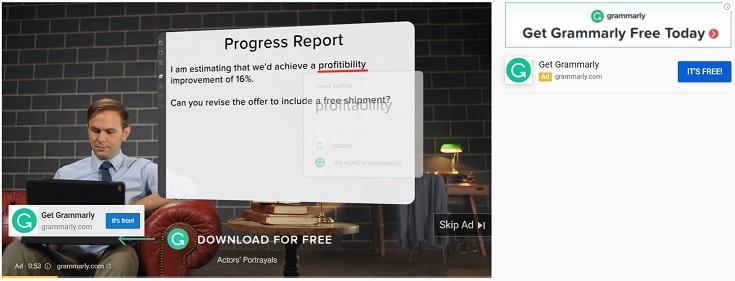 Progress Report
I am estimating that we'd achieve a profitibility
improvement of 16%.
Can you revise the offer to include a free shipment?
Check spelling
profitability
IGNORE
SEE MORE IN GRAMMARLY
Get Grammarly
grammarly.com
It's free!
DOWNLOAD FOR FREE
Actors' Portrayals
Skip Ad
Ad · 0:53
grammarly.com
grammarly
Get Grammarly Free Today
Get Grammarly
Ad grammarly.com
IT'S FREE!